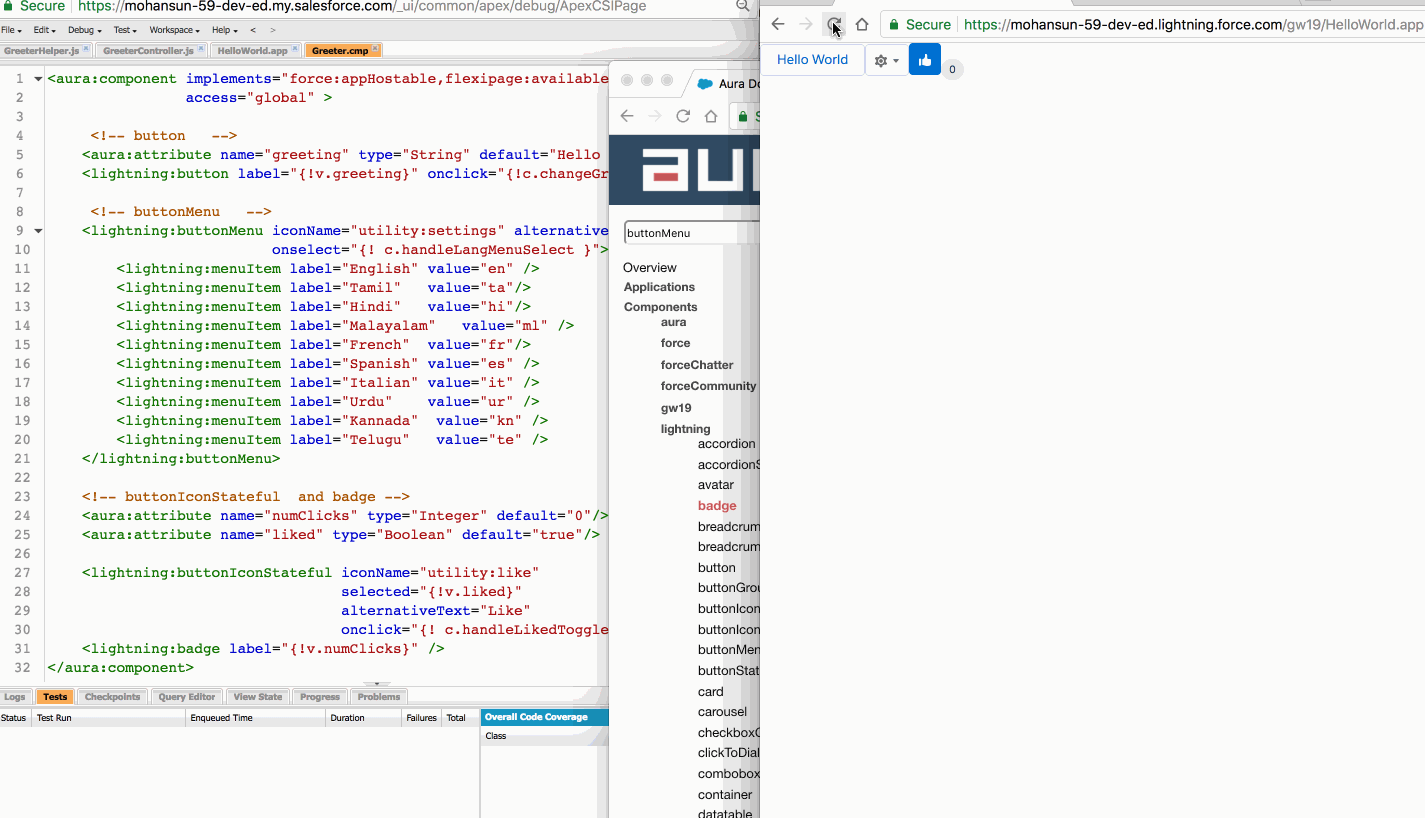 Secure https://mohansun-59-dev-ed.my.salesforce.com/_ui/common/apex/debug/ApexCSIPage
File Edit Debug Test Workspace Help < >
GreeterHelper.js GreeterController.js HelloWorld.app Greeter.cmp
1 <aura:component implements="force:appHostable,flexipage:available
2 access="global" >
3
4 <!-- button   -->
5 <aura:attribute name="greeting" type="String" default="Hello
6 <lightning:button label="{!v.greeting}" onclick="{!c.changeGr
7
8 <!-- buttonMenu   -->
9 <lightning:buttonMenu iconName="utility:settings" alternative
10 onselect="{! c.handleLangMenuSelect }">
11 <lightning:menuItem label="English" value="en" />
12 <lightning:menuItem label="Tamil"   value="ta"/>
13 <lightning:menuItem label="Hindi"   value="hi"/>
14 <lightning:menuItem label="Malayalam"   value="ml" />
15 <lightning:menuItem label="French"  value="fr"/>
16 <lightning:menuItem label="Spanish" value="es" />
17 <lightning:menuItem label="Italian" value="it" />
18 <lightning:menuItem label="Urdu"    value="ur" />
19 <lightning:menuItem label="Kannada"  value="kn" />
20 <lightning:menuItem label="Telugu"   value="te" />
21 </lightning:buttonMenu>
22
23 <!-- buttonIconStateful  and badge -->
24 <aura:attribute name="numClicks" type="Integer" default="0"/>
25 <aura:attribute name="liked" type="Boolean" default="true"/>
26
27 <lightning:buttonIconStateful iconName="utility:like"
28 selected="{!v.liked}"
29 alternativeText="Like"
30 onclick="{! c.handleLikedToggle
31 <lightning:badge label="{!v.numClicks}" />
32 </aura:component>
Logs Tests Checkpoints Query Editor View State Progress Problems
Status Test Run Enqueued Time Duration Failures Total
Overall Code Coverage
Class
Aura Do
S
au
buttonMenu
Overview
Applications
Components
aura
force
forceChatter
forceCommunity
gw19
lightning
accordion
accordionS
avatar
badge
breadcrum
breadcrum
button
buttonGrou
buttonIcon
buttonIcon
buttonMen
buttonStat
card
carousel
checkboxG
clickToDial
combobox
container
datatable
Secure https://mohansun-59-dev-ed.lightning.force.com/gw19/HelloWorld.app
Hello World
0